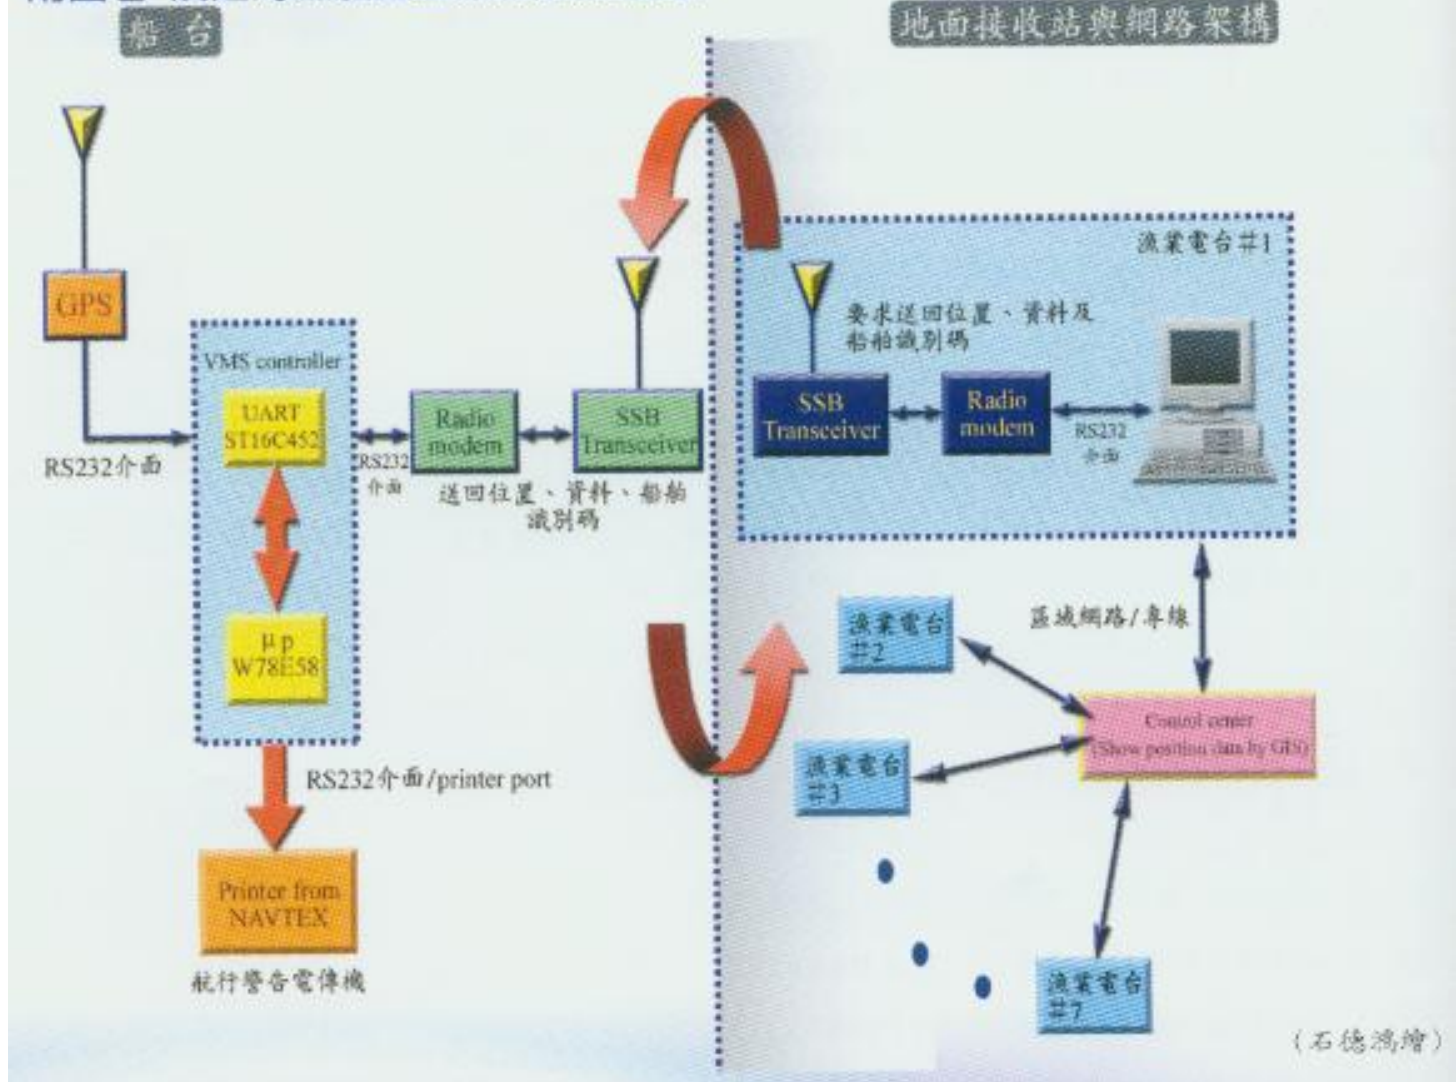 船台
地面接收站與網路架構
GPS
RS232介面
VMS controller
UART
ST16C452
μp
W78E58
RS232
介面
Radio
modem
SSB
Transceiver
送回位置、資料、船舶
識別碼
RS232介面/printer port
Printer from
NAVTEX
航行警告電傳機
漁業電台#1
要求送回位置、資料及
船舶識別碼
SSB
Transceiver
Radio
modem
RS232
介面
區域網路/專線
漁業電台
#2
漁業電台
#3
漁業電台
#7
Control center
(Show position data by GIS)
(石德鴻繪)